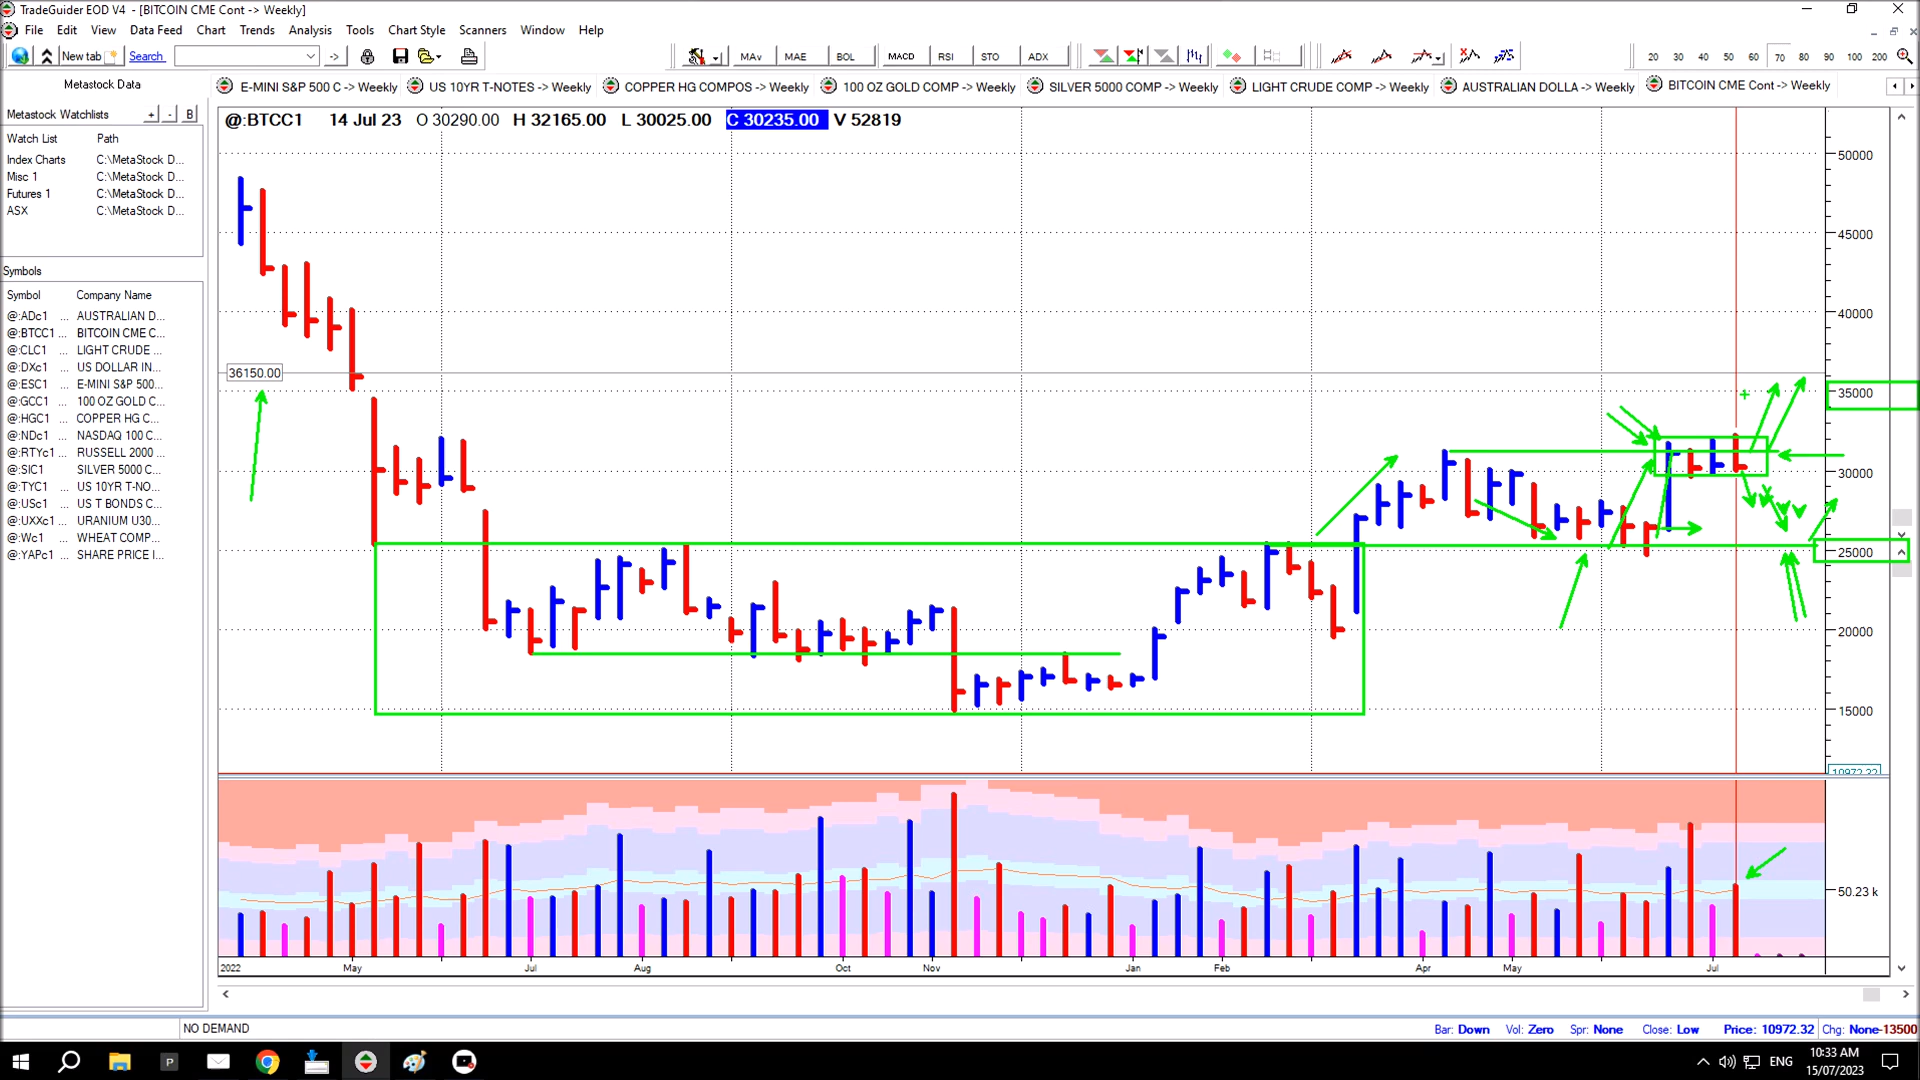 TradeGuider EOD V4 - [BITCOIN CME Cont -> Weekly]
File Edit View Data Feed Chart Trends Analysis Tools Chart Style Scanners Window Help
New tab Search -> MAv MAE BOL MACD RSI STO ADX 20 30 40 50 60 70 80 90 100 200
Metastock Data
E-MINI S&P 500 C -> Weekly US 10YR T-NOTES -> Weekly COPPER HG COMPOS -> Weekly 100 OZ GOLD COMP -> Weekly SILVER 5000 COMP -> Weekly LIGHT CRUDE COMP -> Weekly AUSTRALIAN DOLLA -> Weekly BITCOIN CME Cont -> Weekly
Metastock Watchlists + - B
Watch List Path
Index Charts C:\MetaStock D...
Misc 1 C:\MetaStock D...
Futures 1 C:\MetaStock D...
ASX C:\MetaStock D...
@:BTCC1 14 Jul 23 O 30290.00 H 32165.00 L 30025.00 C 30235.00 V 52819
Symbols
Symbol Company Name
@:ADc1 ... AUSTRALIAN D...
@:BTCC1 ... BITCOIN CME C...
@:CLC1 ... LIGHT CRUDE ...
@:DXc1 ... US DOLLAR IN...
@:ESC1 ... E-MINI S&P 500...
@:GCC1 ... 100 OZ GOLD C...
@:HGC1 ... COPPER HG C...
@:NDc1 ... NASDAQ 100 C...
@:RTYc1 ... RUSSELL 2000 ...
@:SIC1 ... SILVER 5000 C...
@:TYC1 ... US 10YR T-NO...
@:USc1 ... US T BONDS C...
@:UXXc1 ... URANIUM U30...
@:Wc1 ... WHEAT COMP...
@:YAPc1 ... SHARE PRICE I...
50000
45000
40000
36150.00
35000
30000
25000
20000
15000
10972.32
50.23 k
2022 May Jul Aug Oct Nov Jan Feb Apr May Jul
NO DEMAND Bar: Down Vol: Zero Spr: None Close: Low Price: 10972.32 Chg: None-13500
ENG
10:33 AM
15/07/2023